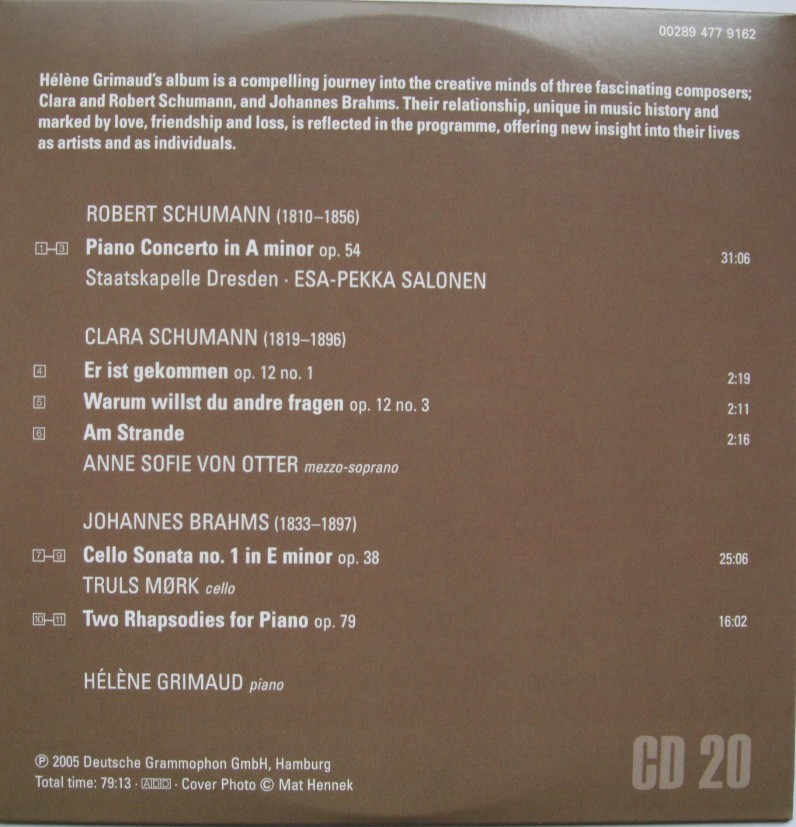 00289 477 9162
Hélène Grimaud's album is a compelling journey into the creative minds of three fascinating composers;
Clara and Robert Schumann, and Johannes Brahms. Their relationship, unique in music history and
marked by love, friendship and loss, is reflected in the programme, offering new insight into their lives
as artists and as individuals.
ROBERT SCHUMANN (1810–1856)
1–3 Piano Concerto in A minor op. 54 31:06
Staatskapelle Dresden · ESA-PEKKA SALONEN
CLARA SCHUMANN (1819–1896)
4 Er ist gekommen op. 12 no. 1 2:19
5 Warum willst du andre fragen op. 12 no. 3 2:11
6 Am Strande 2:16
ANNE SOFIE VON OTTER mezzo-soprano
JOHANNES BRAHMS (1833–1897)
7–9 Cello Sonata no. 1 in E minor op. 38 25:06
TRULS MØRK cello
10–11 Two Rhapsodies for Piano op. 79 16:02
HÉLÈNE GRIMAUD piano
℗ 2005 Deutsche Grammophon GmbH, Hamburg
Total time: 79:13 · · Cover Photo © Mat Hennek
CD 20